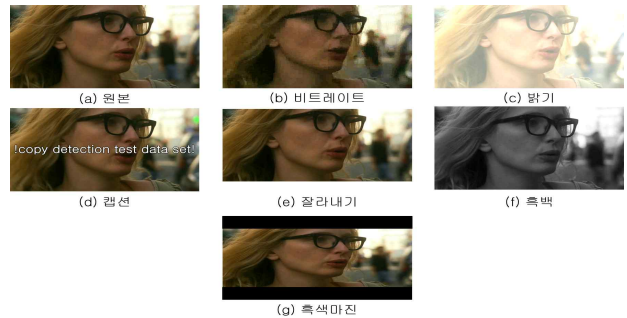 (a) 원본
(b) 비트레이트
(c) 밝기
!copy detection test data set!
(d) 캡션
(e) 잘라내기
(f) 흑백
(g) 흑색마진